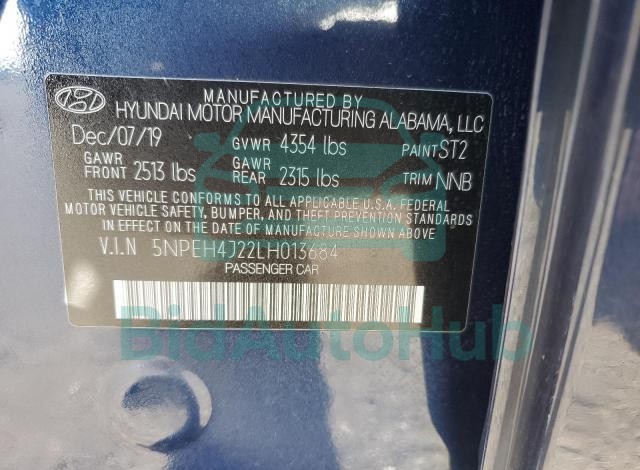 MANUFACTURED BY
HYUNDAI MOTOR MANUFACTURING ALABAMA, LLC
Dec/07/19 GVWR 4354 lbs PAINT ST2
GAWR FRONT 2513 lbs GAWR REAR 2315 lbs TRIM NNB
THIS VEHICLE CONFORMS TO ALL APPLICABLE U.S.A. FEDERAL
MOTOR VEHICLE SAFETY, BUMPER, AND THEFT PREVENTION STANDARDS
IN EFFECT ON THE DATE OF MANUFACTURE SHOWN ABOVE.
V.I.N 5NPEH4J22LH013684
PASSENGER CAR
BidAutoHub